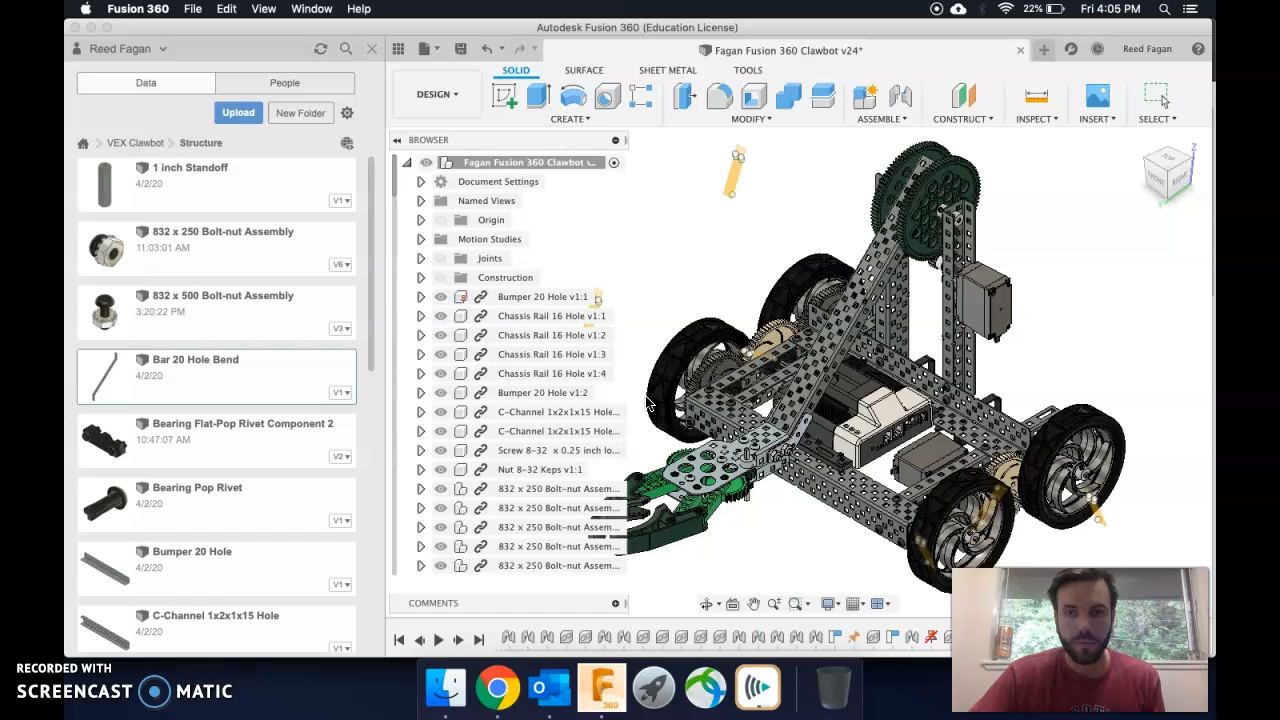 Fusion 360 File Edit View Window Help 22% Fri 4:05 PM
Autodesk Fusion 360 (Education License)
Reed Fagan
Fagan Fusion 360 Clawbot v24*
Reed Fagan
Data People
Upload New Folder
VEX Clawbot > Structure
1 inch Standoff
4/2/20
V1
832 x 250 Bolt-nut Assembly
11:03:01 AM
V6
832 x 500 Bolt-nut Assembly
3:20:22 PM
V3
Bar 20 Hole Bend
4/2/20
V1
Bearing Flat-Pop Rivet Component 2
10:47:07 AM
V2
Bearing Pop Rivet
4/2/20
V1
Bumper 20 Hole
4/2/20
V1
C-Channel 1x2x1x15 Hole
4/2/20
V1
SOLID SURFACE SHEET METAL TOOLS
DESIGN
CREATE MODIFY ASSEMBLE CONSTRUCT INSPECT INSERT SELECT
BROWSER
Fagan Fusion 360 Clawbot v...
Document Settings
Named Views
Origin
Motion Studies
Joints
Construction
Bumper 20 Hole v1:1
Chassis Rail 16 Hole v1:1
Chassis Rail 16 Hole v1:2
Chassis Rail 16 Hole v1:3
Chassis Rail 16 Hole v1:4
Bumper 20 Hole v1:2
C-Channel 1x2x1x15 Hole...
C-Channel 1x2x1x15 Hole...
Screw 8-32 x 0.25 inch lo...
Nut 8-32 Keps v1:1
832 x 250 Bolt-nut Assem...
832 x 250 Bolt-nut Assem...
832 x 250 Bolt-nut Assem...
832 x 250 Bolt-nut Assem...
832 x 250 Bolt-nut Assem...
COMMENTS
Z
360
RECORDED WITH
SCREENCAST MATIC